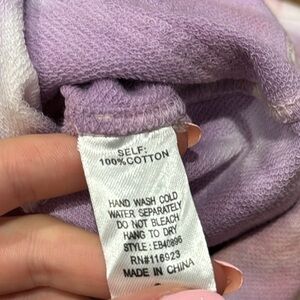 SELF:
100%COTTON
HAND WASH COLD
WATER SEPARATELY
DO NOT BLEACH
HANG TO DRY
STYLE: EB40896
RN#116923
MADE IN CHINA